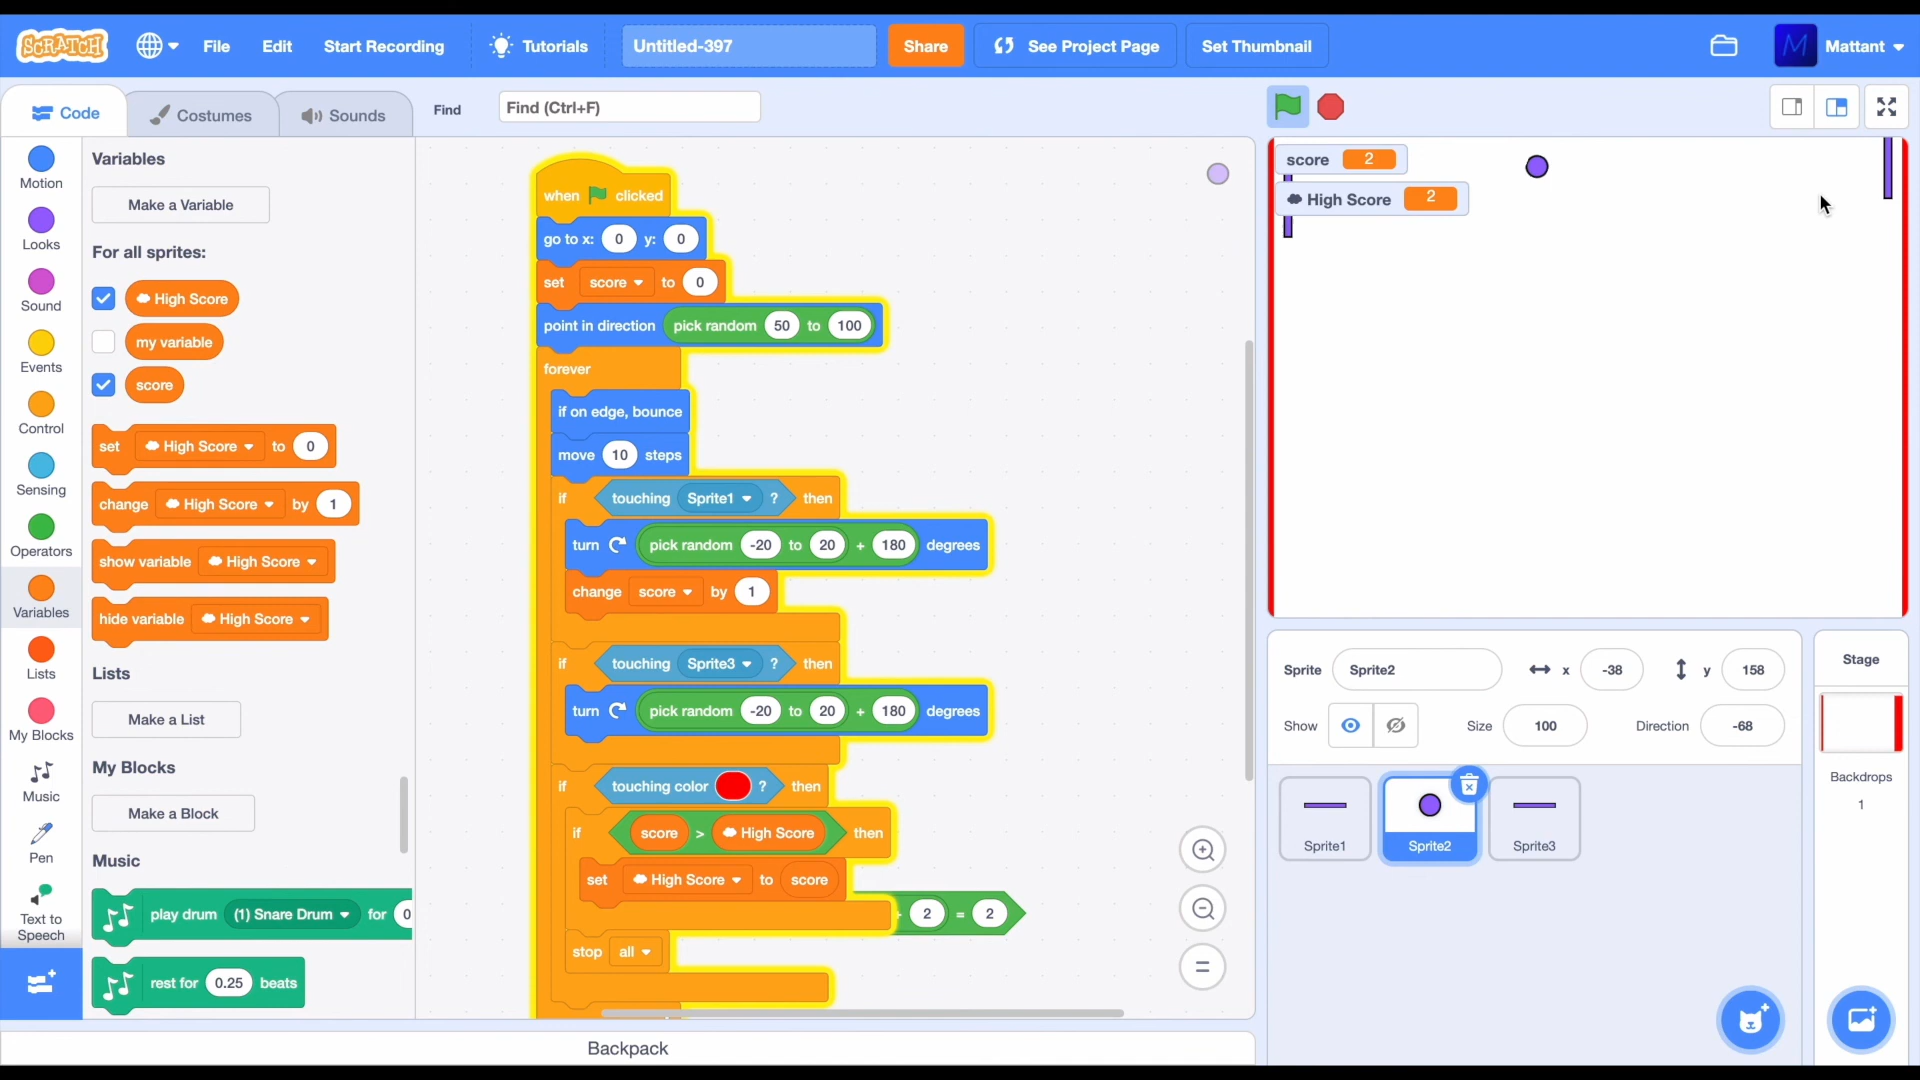 SCRATCH
File
Edit
Start Recording
Tutorials
Untitled-397
Share
See Project Page
Set Thumbnail
Mattant
Code
Costumes
Sounds
Find
Find (Ctrl+F)
Motion
Looks
Sound
Events
Control
Sensing
Operators
Variables
Lists
My Blocks
Music
Pen
Text to
Speech
Variables
Make a Variable
For all sprites:
High Score
my variable
score
set High Score to 0
change High Score by 1
show variable High Score
hide variable High Score
Lists
Make a List
My Blocks
Make a Block
Music
play drum (1) Snare Drum for 0
rest for 0.25 beats
when clicked
go to x: 0 y: 0
set score to 0
point in direction pick random 50 to 100
forever
if on edge, bounce
move 10 steps
if touching Sprite1 ? then
turn pick random -20 to 20 + 180 degrees
change score by 1
if touching Sprite3 ? then
turn pick random -20 to 20 + 180 degrees
if touching color ? then
if score > High Score then
set High Score to score
2 = 2
stop all
Backpack
score 2
High Score 2
Sprite Sprite2 x -38 y 158
Show Size 100 Direction -68
Sprite1
Sprite2
Sprite3
Stage
Backdrops
1